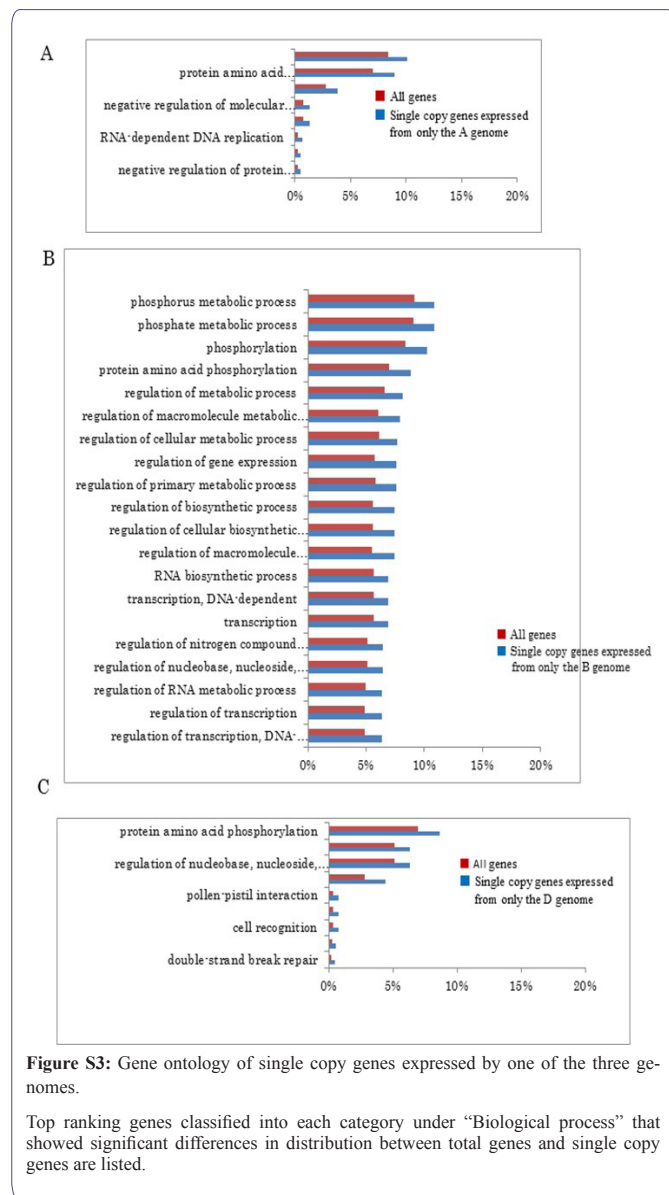 A
protein amino acid...
negative regulation of molecular...
RNA-dependent DNA replication
negative regulation of protein...
All genes
Single copy genes expressed
from only the A genome
0% 5% 10% 15% 20%
B
phosphorus metabolic process
phosphate metabolic process
phosphorylation
protein amino acid phosphorylation
regulation of metabolic process
regulation of macromolecule metabolic...
regulation of cellular metabolic process
regulation of gene expression
regulation of primary metabolic process
regulation of biosynthetic process
regulation of cellular biosynthetic...
regulation of macromolecule...
RNA biosynthetic process
transcription, DNA-dependent
transcription
regulation of nitrogen compound...
regulation of nucleobase, nucleoside,...
regulation of RNA metabolic process
regulation of transcription
regulation of transcription, DNA-...
All genes
Single copy genes expressed
from only the B genome
0% 5% 10% 15% 20%
C
protein amino acid phosphorylation
regulation of nucleobase, nucleoside,...
pollen-pistil interaction
cell recognition
double-strand break repair
All genes
Single copy genes expressed
from only the D genome
0% 5% 10% 15% 20%
Figure S3: Gene ontology of single copy genes expressed by one of the three ge-
nomes.
Top ranking genes classified into each category under “Biological process” that
showed significant differences in distribution between total genes and single copy
genes are listed.